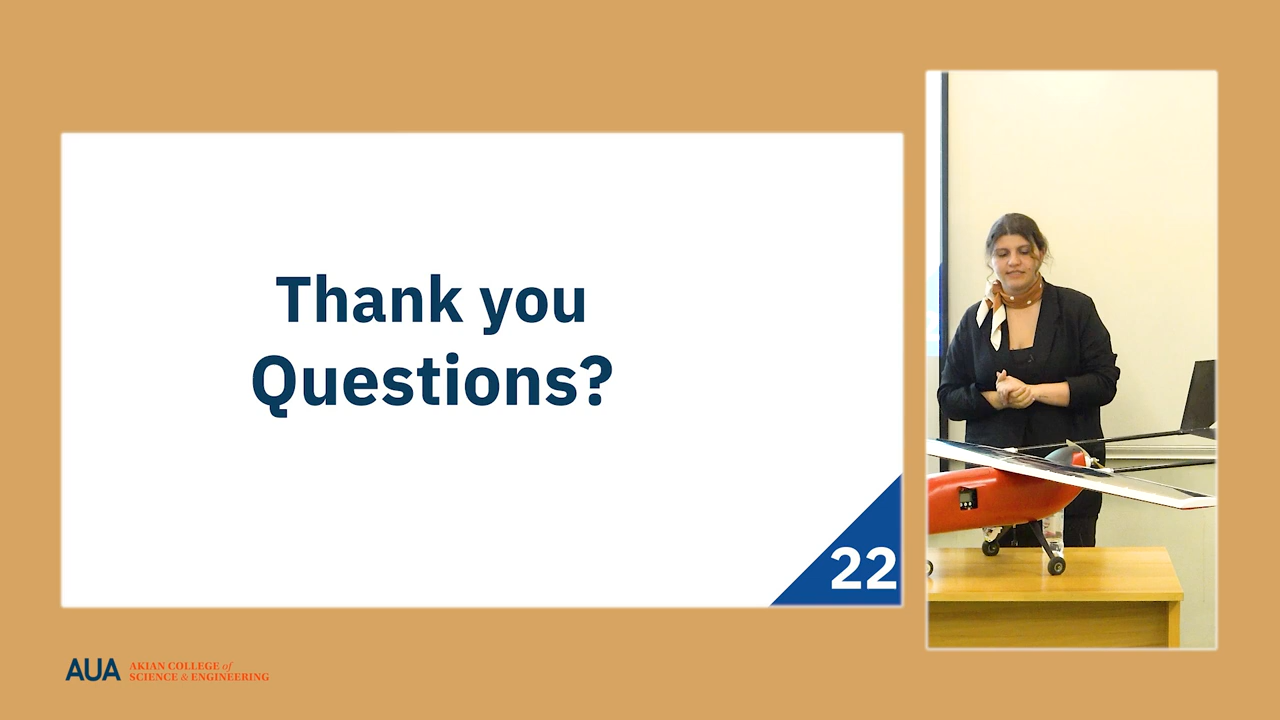 Thank you
Questions?
22
AUA
AKIAN COLLEGE of
SCIENCE & ENGINEERING